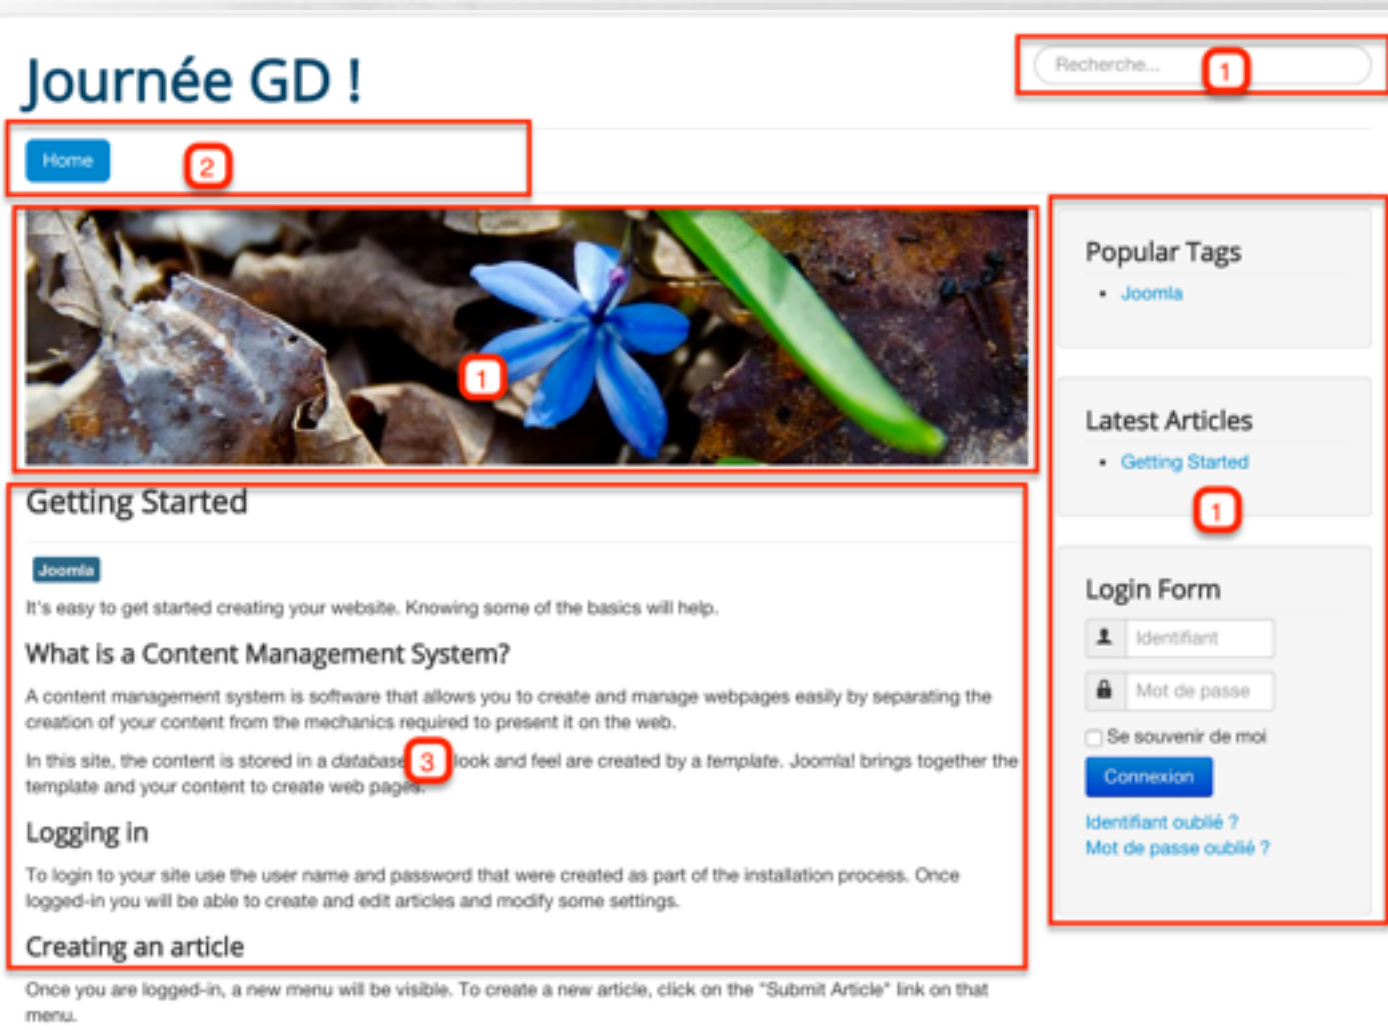 Journée GD !
Recherche...
1
Home
2
1
Popular Tags
Joomla
Latest Articles
Getting Started
1
Login Form
Identifiant
Mot de passe
Se souvenir de moi
Connexion
Identifiant oublié ?
Mot de passe oublié ?
Getting Started
Joomla
It's easy to get started creating your website. Knowing some of the basics will help.
What is a Content Management System?
A content management system is software that allows you to create and manage webpages easily by separating the
creation of your content from the mechanics required to present it on the web.
In this site, the content is stored in a database 3 look and feel are created by a template. Joomla! brings together the
template and your content to create web pages.
Logging in
To login to your site use the user name and password that were created as part of the installation process. Once
logged-in you will be able to create and edit articles and modify some settings.
Creating an article
Once you are logged-in, a new menu will be visible. To create a new article, click on the "Submit Article" link on that
menu.